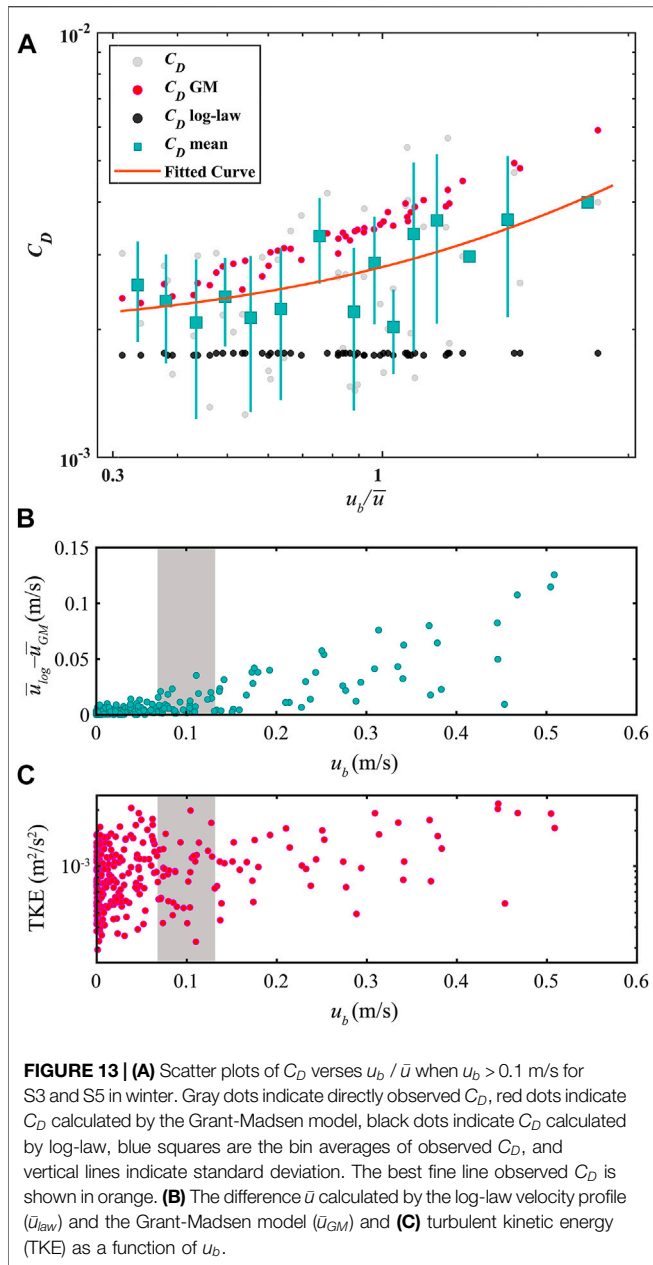 A
10⁻²
C_D
C_D GM
C_D log-law
C_D mean
Fitted Curve
C_D
10⁻³
0.3
1
u_b/u̅
B
0.15
0.1
0.05
0
u̅_log–u̅_GM (m/s)
0
0.1
0.2
0.3
0.4
0.5
0.6
u_b (m/s)
C
TKE (m²/s²)
10⁻³
0
0.1
0.2
0.3
0.4
0.5
0.6
u_b (m/s)
FIGURE 13 | (A) Scatter plots of C_D verses u_b / u̅ when u_b > 0.1 m/s for
S3 and S5 in winter. Gray dots indicate directly observed C_D, red dots indicate
C_D calculated by the Grant-Madsen model, black dots indicate C_D calculated
by log-law, blue squares are the bin averages of observed C_D, and
vertical lines indicate standard deviation. The best fine line observed C_D is
shown in orange. (B) The difference u̅ calculated by the log-law velocity profile
(u̅_law) and the Grant-Madsen model (u̅_GM) and (C) turbulent kinetic energy
(TKE) as a function of u_b.